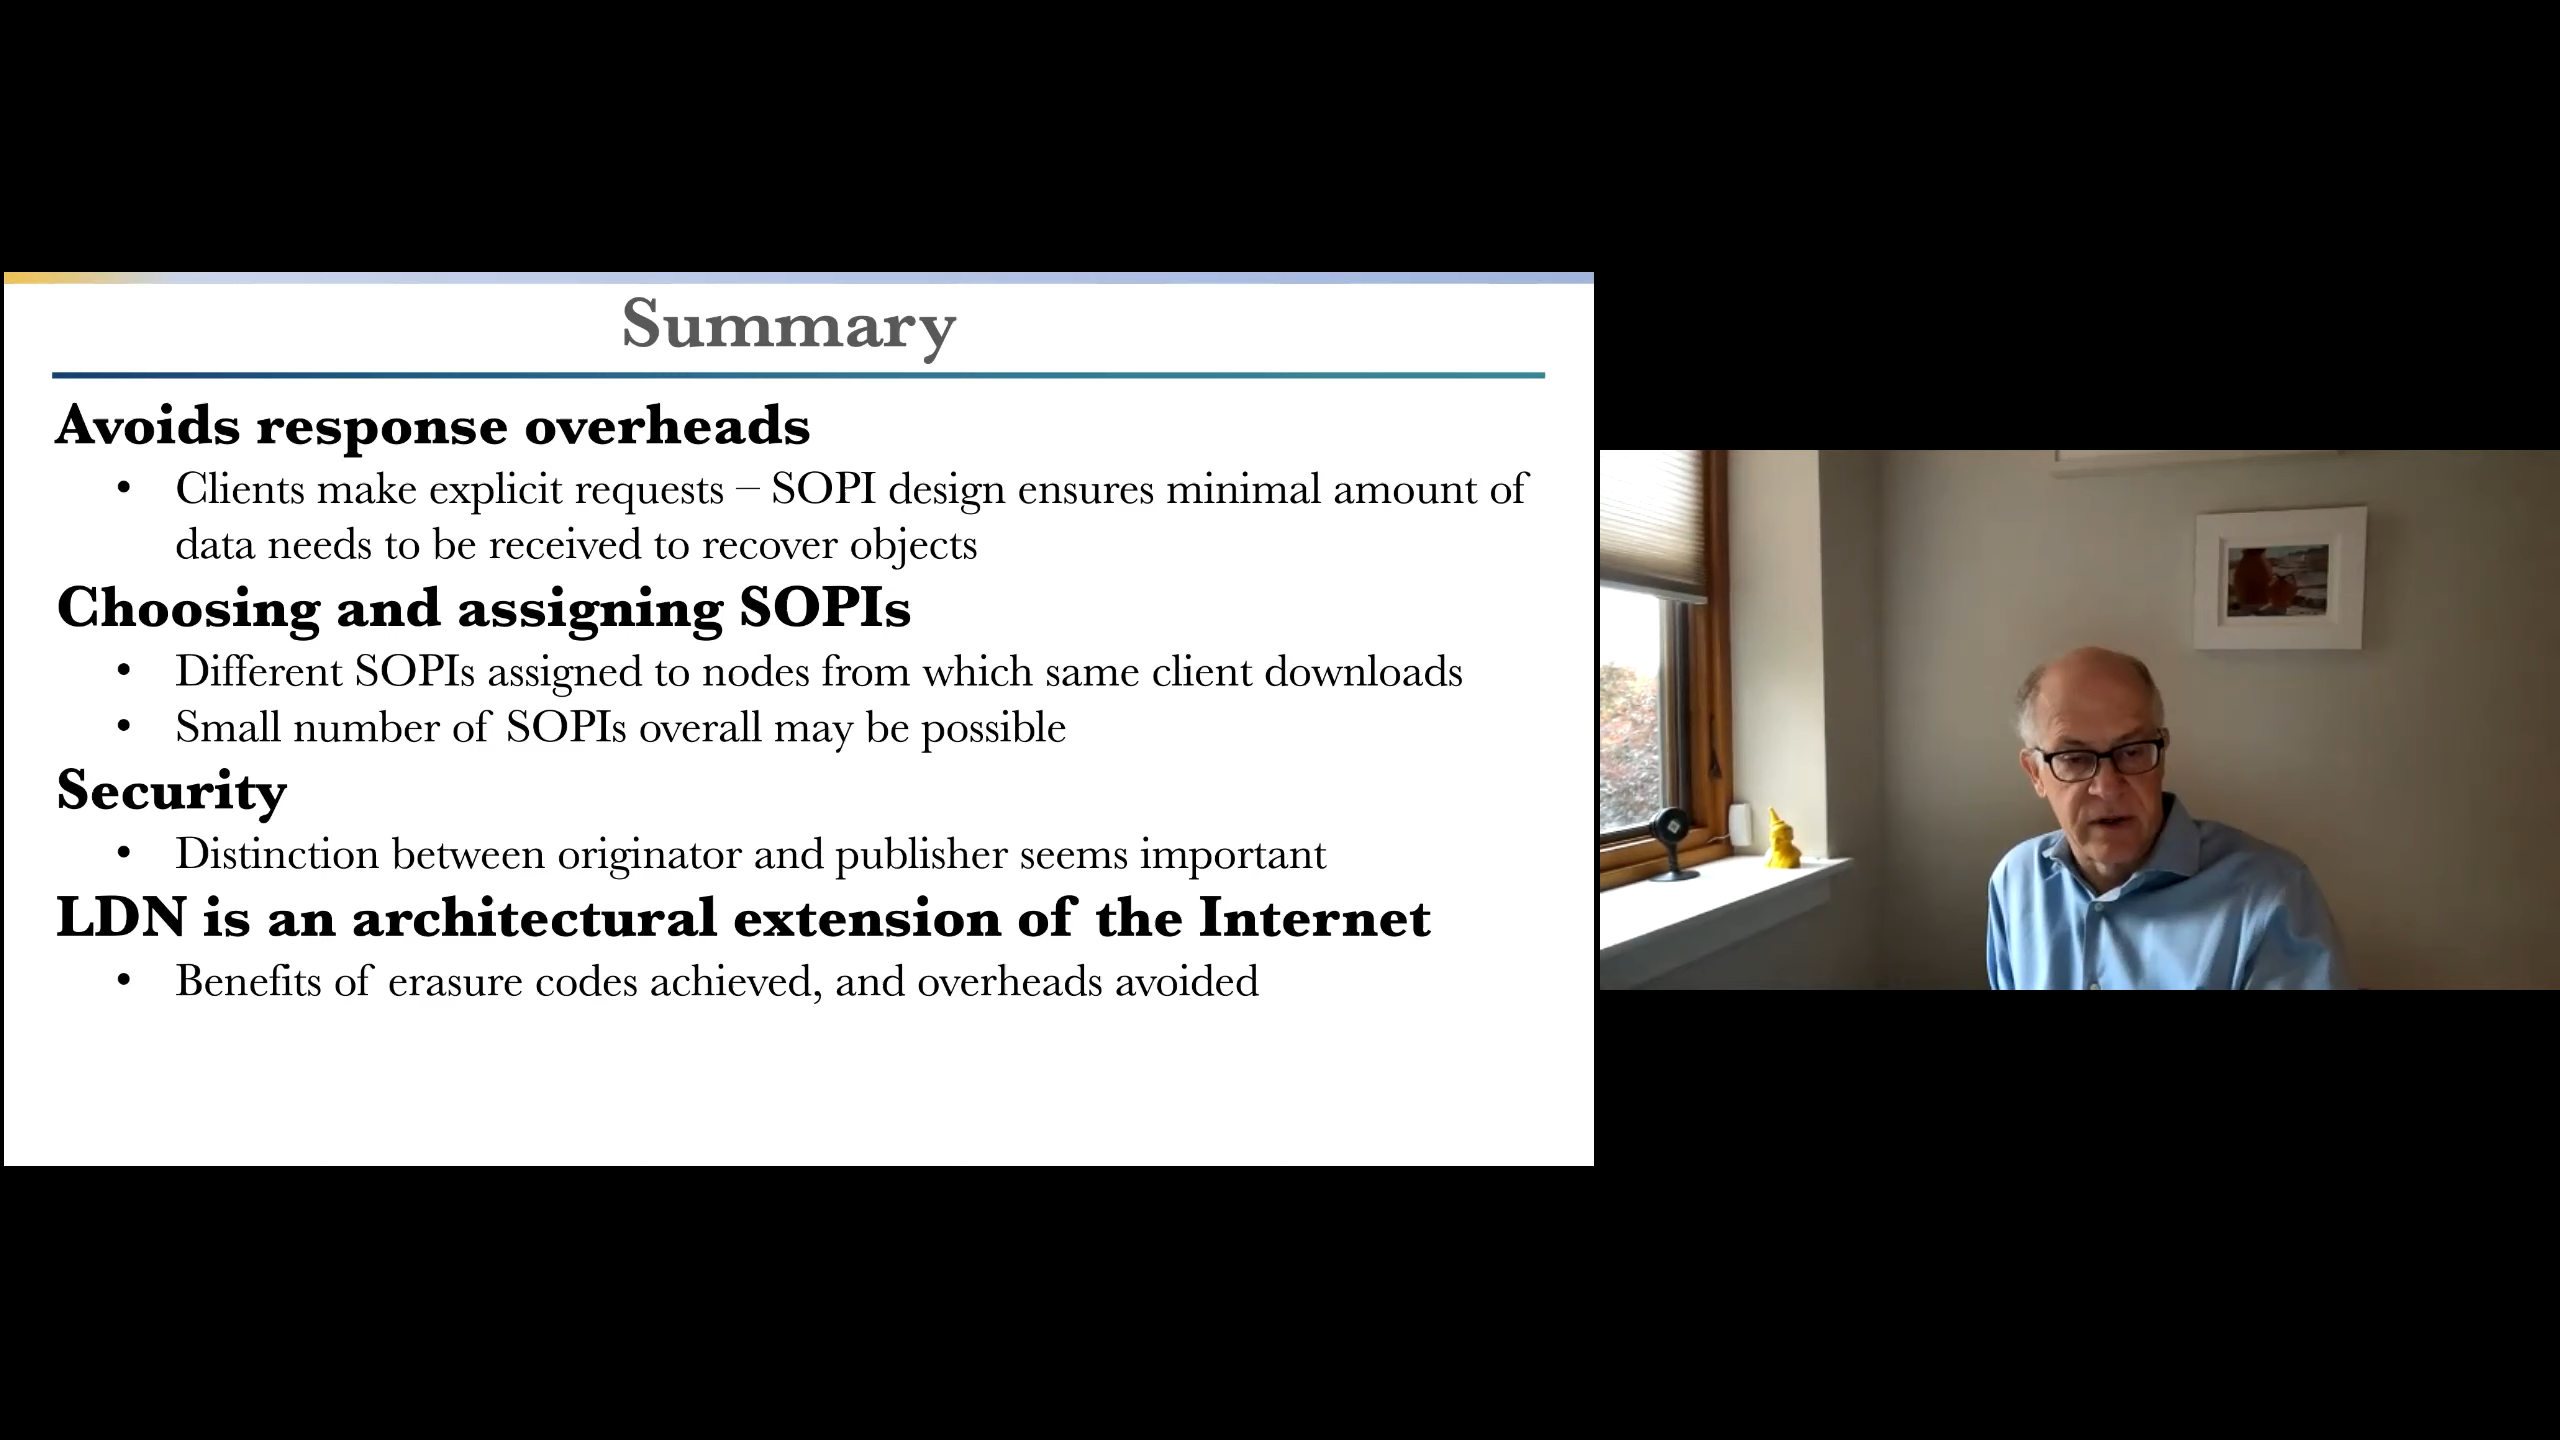 Summary
Avoids response overheads
• Clients make explicit requests – SOPI design ensures minimal amount of
data needs to be received to recover objects
Choosing and assigning SOPIs
• Different SOPIs assigned to nodes from which same client downloads
• Small number of SOPIs overall may be possible
Security
• Distinction between originator and publisher seems important
LDN is an architectural extension of the Internet
• Benefits of erasure codes achieved, and overheads avoided